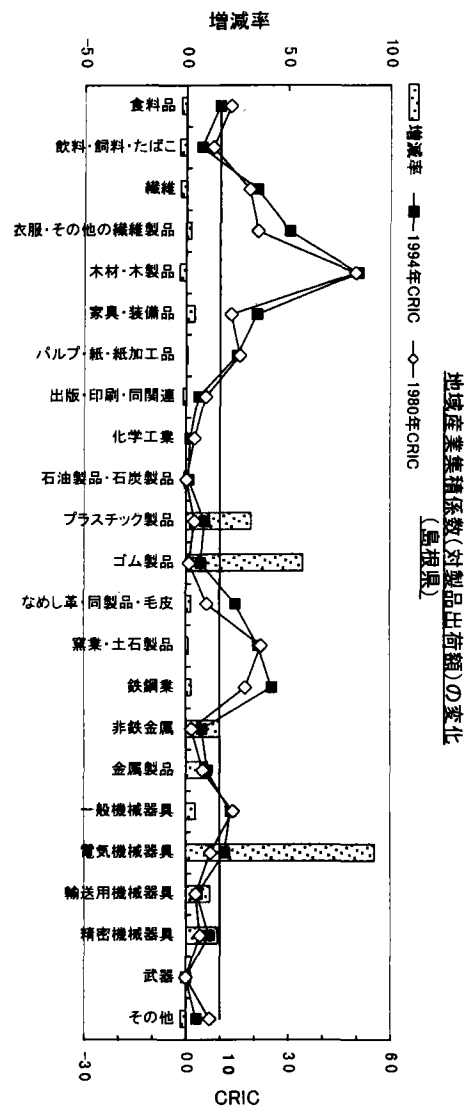 地域産業集積係数(対製品出荷額)の変化
(島根県)
増減率
1994年CRIC
1980年CRIC
増減率
-50
00
50
100
食料品
飲料・飼料・たばこ
繊維
衣服・その他の繊維製品
木材・木製品
家具・装備品
パルプ・紙・紙加工品
出版・印刷・同関連
化学工業
石油製品・石炭製品
プラスチック製品
ゴム製品
なめし革・同製品・毛皮
窯業・土石製品
鉄鋼業
非鉄金属
金属製品
一般機械器具
電気機械器具
輸送用機械器具
精密機械器具
武器
その他
-30
00
10
30
60
CRIC